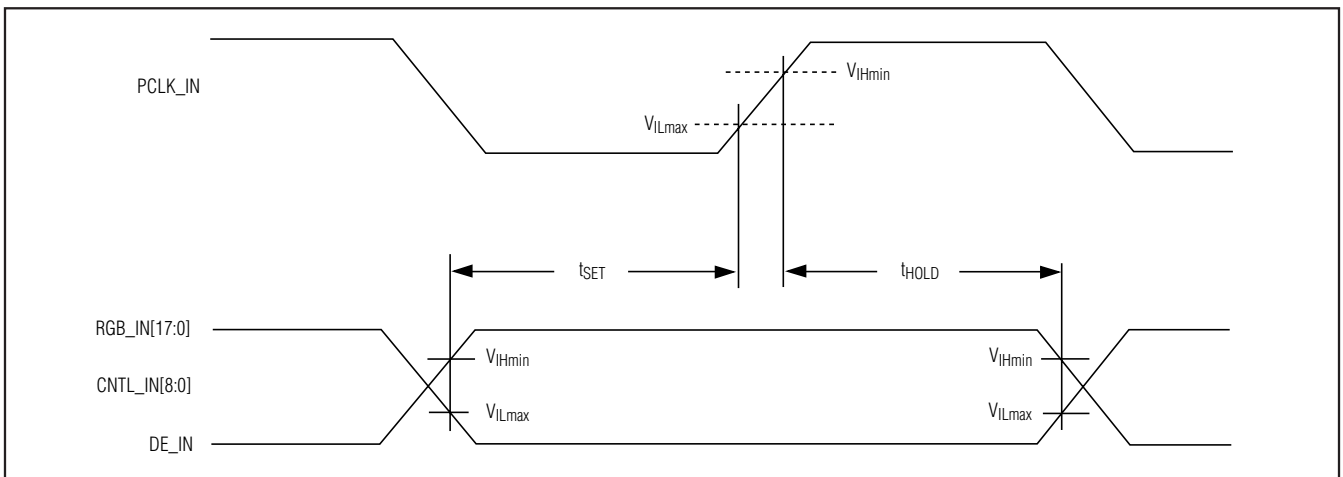 PCLK_IN
VIHmin
VILmax
tSET
tHOLD
RGB_IN[17:0]
VIHmin
VIHmin
CNTL_IN[8:0]
VILmax
VILmax
DE_IN